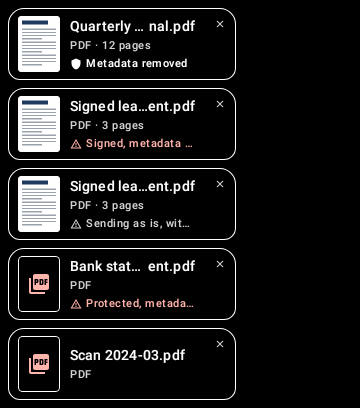 Quarterly … nal.pdf
PDF · 12 pages
Metadata removed
Signed lea…ent.pdf
PDF · 3 pages
Signed, metadata …
Signed lea…ent.pdf
PDF · 3 pages
Sending as is, wit…
PDF
Bank stat… ent.pdf
PDF
Protected, metada…
PDF
Scan 2024-03.pdf
PDF